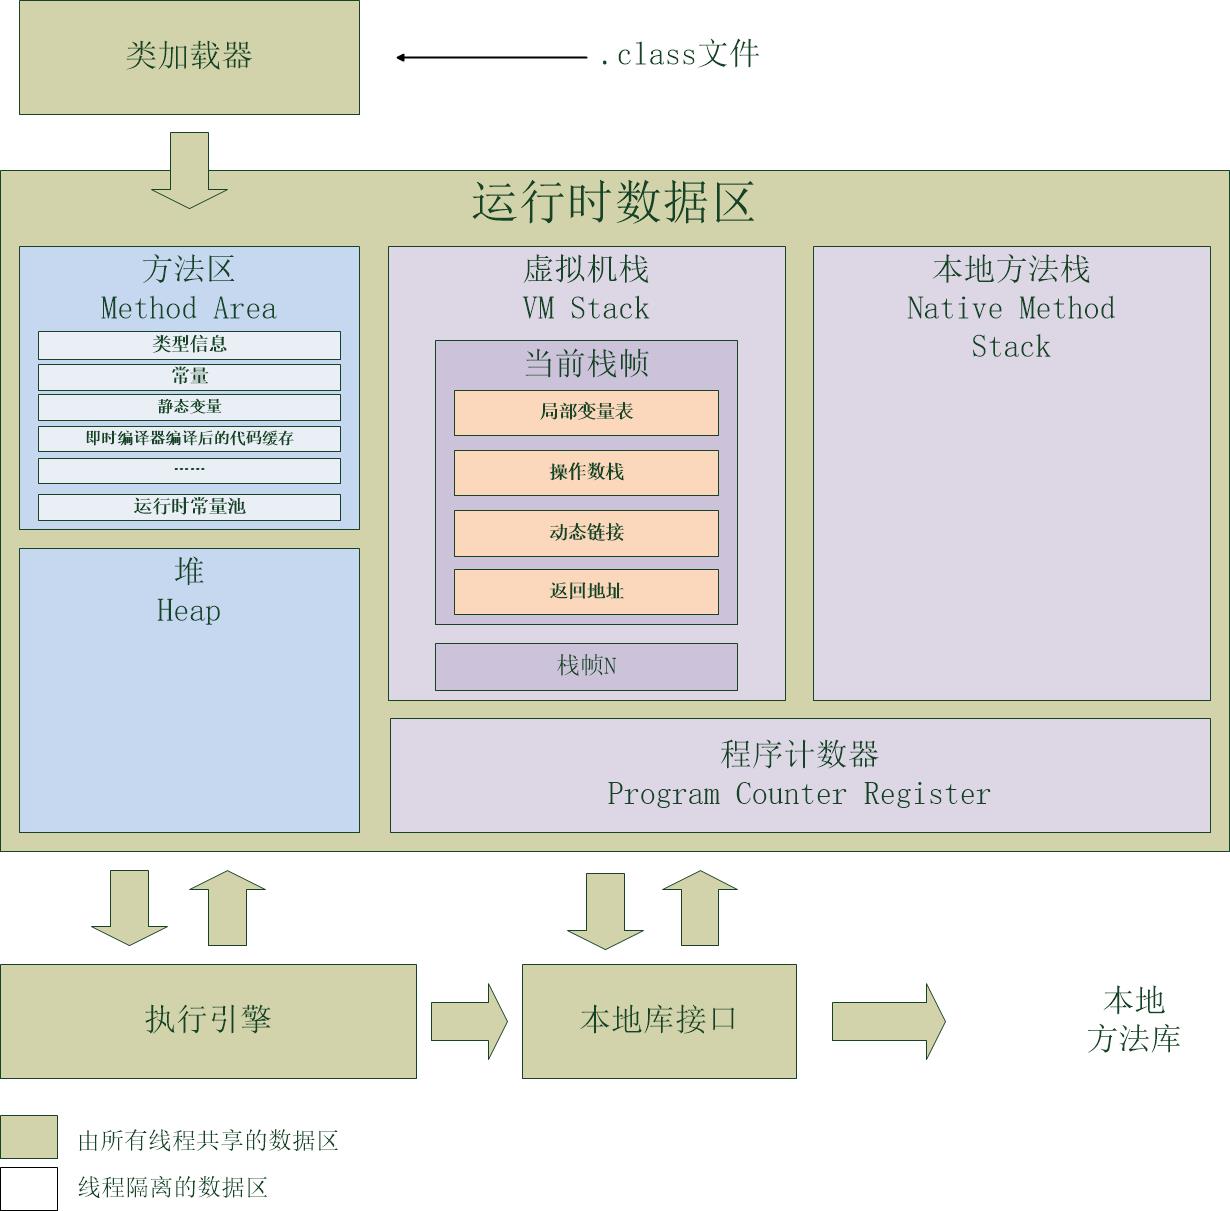 类加载器
.class文件
运行时数据区
方法区
Method Area
类型信息
常量
静态变量
即时编译器编译后的代码缓存
……
运行时常量池
堆
Heap
虚拟机栈
VM Stack
当前栈帧
局部变量表
操作数栈
动态链接
返回地址
栈帧N
本地方法栈
Native Method
Stack
程序计数器
Program Counter Register
执行引擎
本地库接口
本地
方法库
由所有线程共享的数据区
线程隔离的数据区